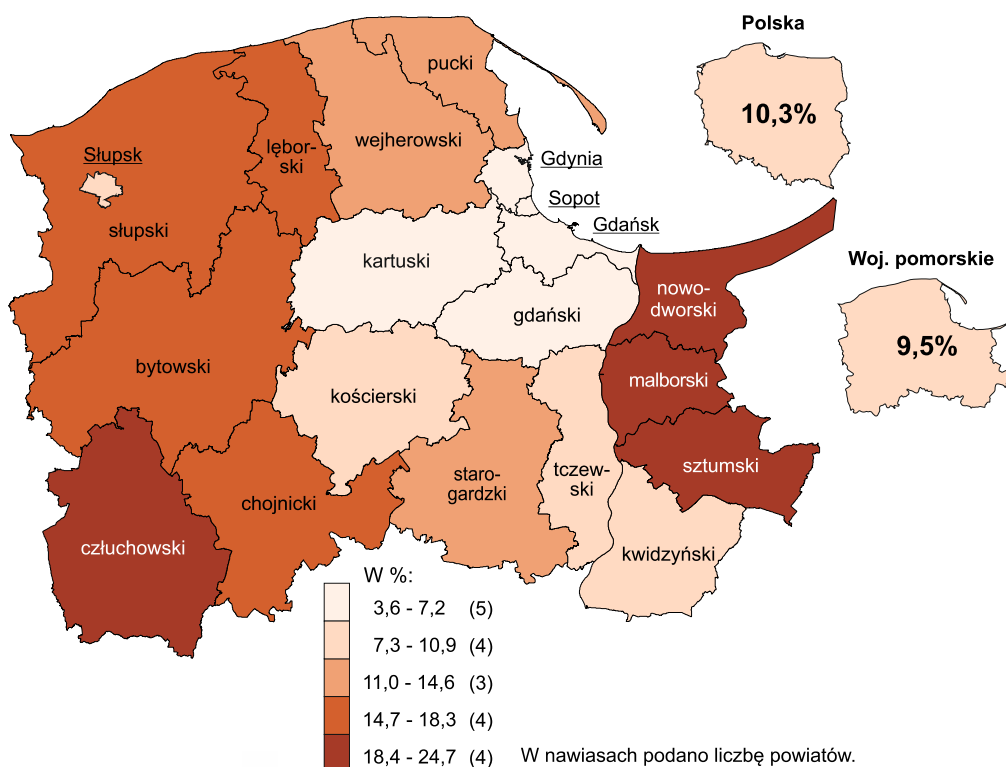 Polska
10,3%
pucki
wejherowski
lębor-
ski
Słupsk
słupski
Gdynia
Sopot
Gdańsk
kartuski
gdański
nowo-
dworski
Woj. pomorskie
9,5%
bytowski
kościerski
malborski
staro-
gardzki
tczew-
ski
sztumski
chojnicki
człuchowski
kwidzyński
W %:
3,6 - 7,2 (5)
7,3 - 10,9 (4)
11,0 - 14,6 (3)
14,7 - 18,3 (4)
18,4 - 24,7 (4)
W nawiasach podano liczbę powiatów.